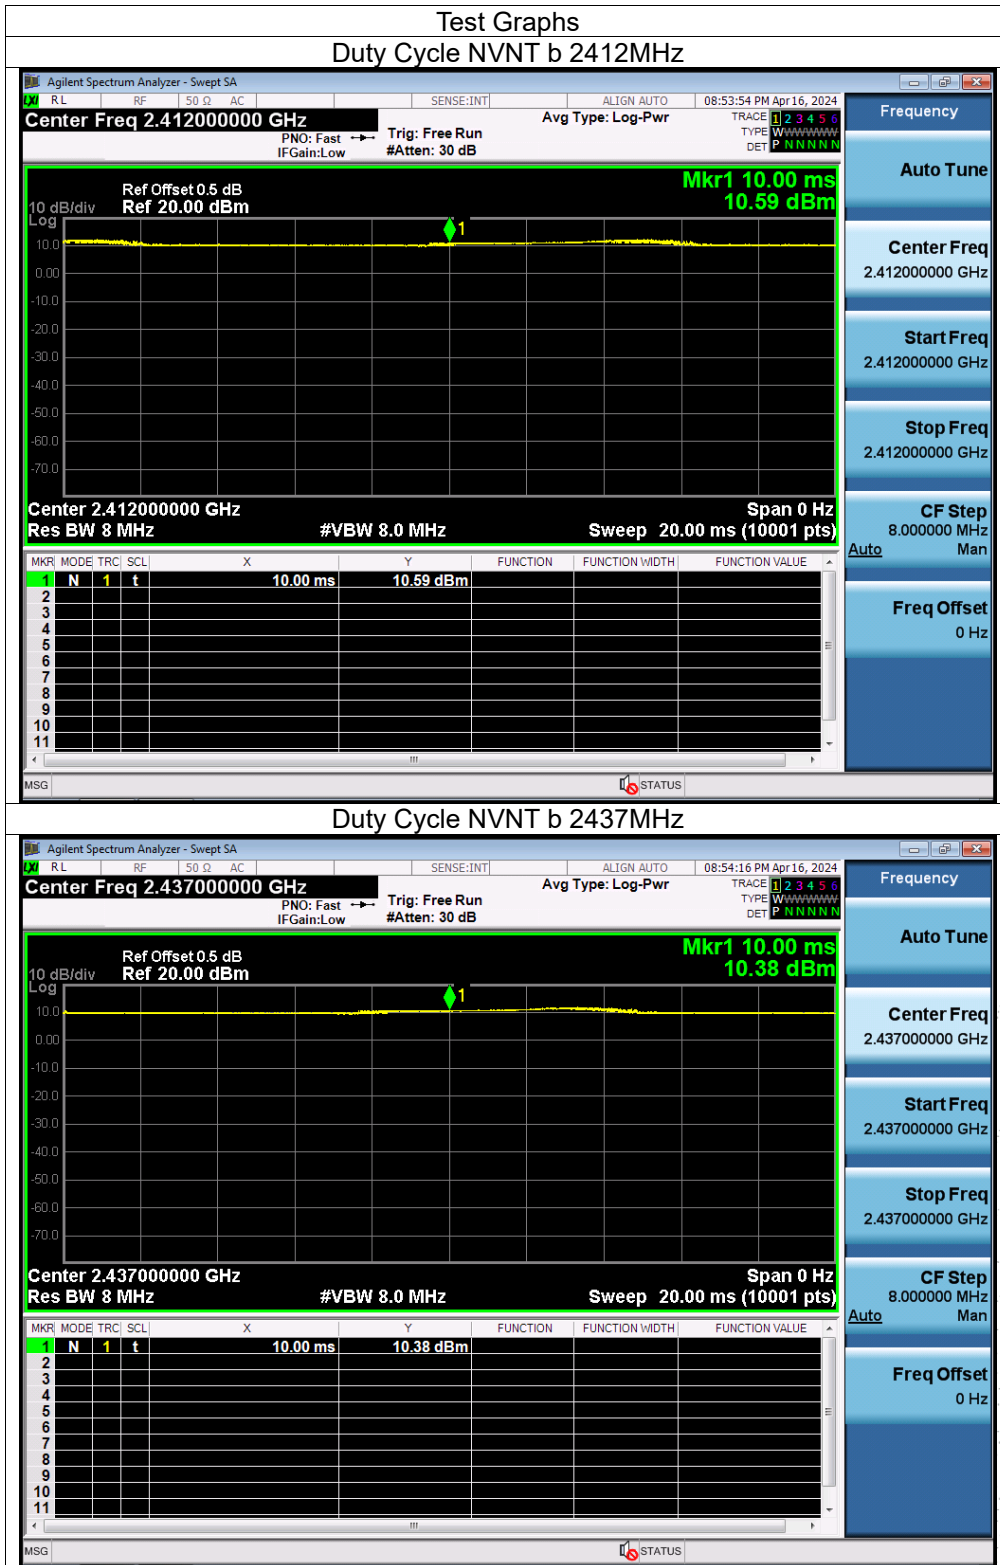 Test Graphs
Duty Cycle NVNT b 2412MHz
Agilent Spectrum Analyzer - Swept SA
LXI RL RF 50 Ω AC SENSE:INT ALIGN AUTO 08:53:54 PM Apr 16, 2024
Center Freq 2.412000000 GHz Avg Type: Log-Pwr TRACE 1 2 3 4 5 6
PNO: Fast Trig: Free Run TYPE WWWWWW
IFGain:Low #Atten: 30 dB DET P N N N N N
Frequency
Auto Tune
Mkr1 10.00 ms
10.59 dBm
Ref Offset 0.5 dB
10 dB/div Ref 20.00 dBm
Log
1
10.0
0.00
-10.0
-20.0
-30.0
-40.0
-50.0
-60.0
-70.0
Center 2.412000000 GHz Span 0 Hz
Res BW 8 MHz #VBW 8.0 MHz Sweep 20.00 ms (10001 pts)
Center Freq
2.412000000 GHz
Start Freq
2.412000000 GHz
Stop Freq
2.412000000 GHz
CF Step
8.000000 MHz
Auto Man
Freq Offset
0 Hz
MKR MODE TRC SCL X Y FUNCTION FUNCTION WIDTH FUNCTION VALUE
1 N 1 t 10.00 ms 10.59 dBm
2
3
4
5
6
7
8
9
10
11
MSG STATUS
Duty Cycle NVNT b 2437MHz
Agilent Spectrum Analyzer - Swept SA
LXI RL RF 50 Ω AC SENSE:INT ALIGN AUTO 08:54:16 PM Apr 16, 2024
Center Freq 2.437000000 GHz Avg Type: Log-Pwr TRACE 1 2 3 4 5 6
PNO: Fast Trig: Free Run TYPE WWWWWW
IFGain:Low #Atten: 30 dB DET P N N N N N
Frequency
Auto Tune
Mkr1 10.00 ms
10.38 dBm
Ref Offset 0.5 dB
10 dB/div Ref 20.00 dBm
Log
1
10.0
0.00
-10.0
-20.0
-30.0
-40.0
-50.0
-60.0
-70.0
Center 2.437000000 GHz Span 0 Hz
Res BW 8 MHz #VBW 8.0 MHz Sweep 20.00 ms (10001 pts)
Center Freq
2.437000000 GHz
Start Freq
2.437000000 GHz
Stop Freq
2.437000000 GHz
CF Step
8.000000 MHz
Auto Man
Freq Offset
0 Hz
MKR MODE TRC SCL X Y FUNCTION FUNCTION WIDTH FUNCTION VALUE
1 N 1 t 10.00 ms 10.38 dBm
2
3
4
5
6
7
8
9
10
11
MSG STATUS